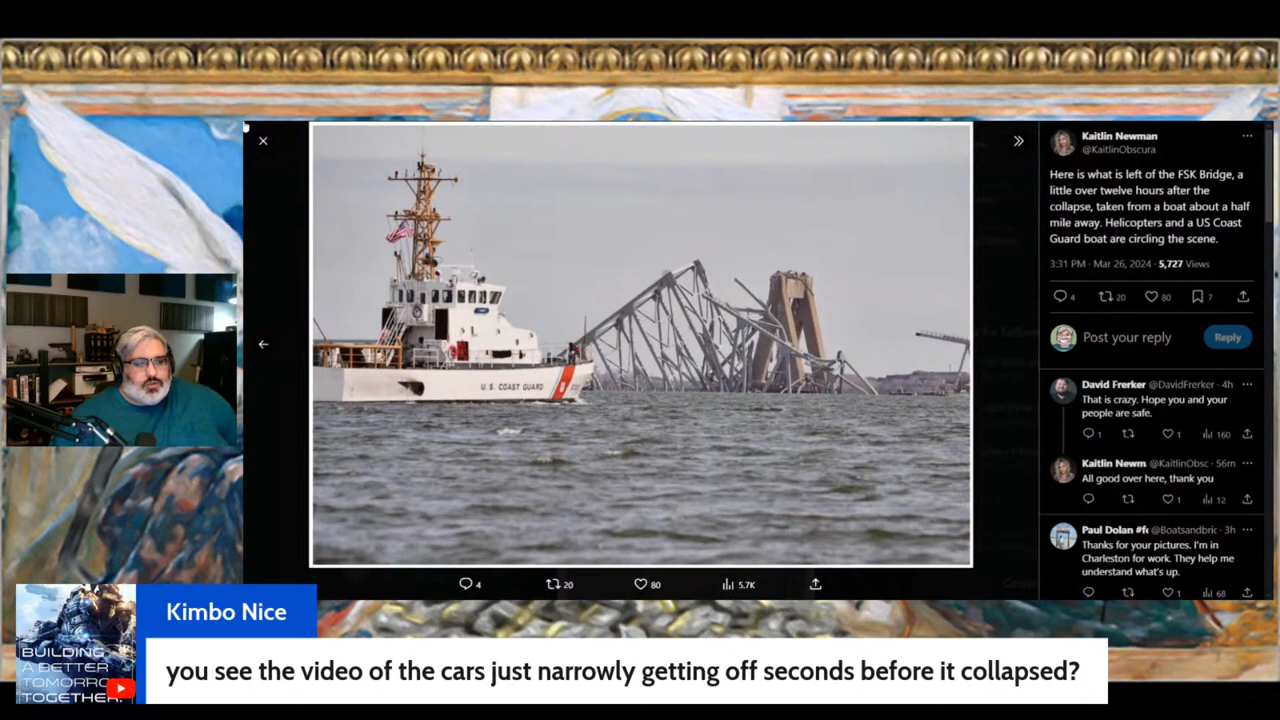 Kaitlin Newman
@KaitlinObscura
Here is what is left of the FSK Bridge, a
little over twelve hours after the
collapse, taken from a boat about a half
mile away. Helicopters and a US Coast
Guard boat are circling the scene.
3:31 PM · Mar 26, 2024 · 5,727 Views
4 20 80 7
Post your reply
Reply
David Frerker @DavidFrerker · 4h
That is crazy. Hope you and your
people are safe.
1 1 160
Kaitlin Newm @KaitlinObsc · 56m
All good over here, thank you
1 12
Paul Dolan #f @Boatsandbric · 3h
Thanks for your pictures. I'm in
Charleston for work. They help me
understand what's up.
1 68
U.S. COAST GUARD
4 20 80 5.7K
BUILDING
A BETTER
TOMORRO
TOGETHER.
Kimbo Nice
you see the video of the cars just narrowly getting off seconds before it collapsed?